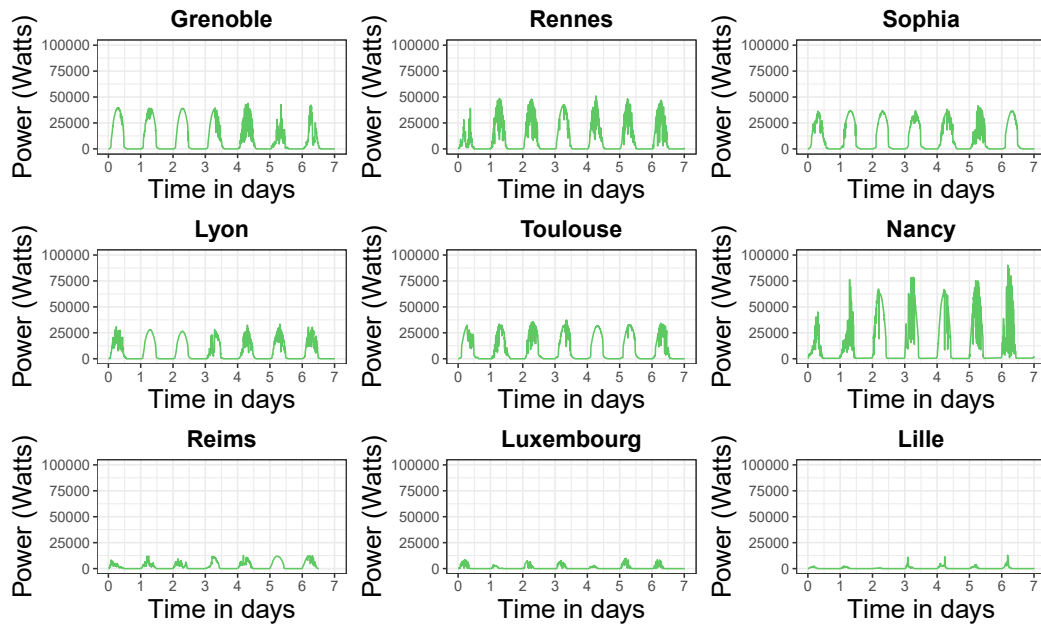 Grenoble
Power (Watts)
100000
75000
50000
25000
0
0 1 2 3 4 5 6 7
Time in days
Rennes
Power (Watts)
100000
75000
50000
25000
0
0 1 2 3 4 5 6 7
Time in days
Sophia
Power (Watts)
100000
75000
50000
25000
0
0 1 2 3 4 5 6 7
Time in days
Lyon
Power (Watts)
100000
75000
50000
25000
0
0 1 2 3 4 5 6 7
Time in days
Toulouse
Power (Watts)
100000
75000
50000
25000
0
0 1 2 3 4 5 6 7
Time in days
Nancy
Power (Watts)
100000
75000
50000
25000
0
0 1 2 3 4 5 6 7
Time in days
Reims
Power (Watts)
100000
75000
50000
25000
0
0 1 2 3 4 5 6 7
Time in days
Luxembourg
Power (Watts)
100000
75000
50000
25000
0
0 1 2 3 4 5 6 7
Time in days
Lille
Power (Watts)
100000
75000
50000
25000
0
0 1 2 3 4 5 6 7
Time in days